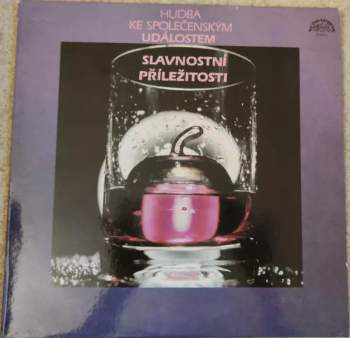 HUDBA
KE SPOLEČENSKÝM
UDÁLOSTEM
SLAVNOSTNÍ
PŘÍLEŽITOSTI